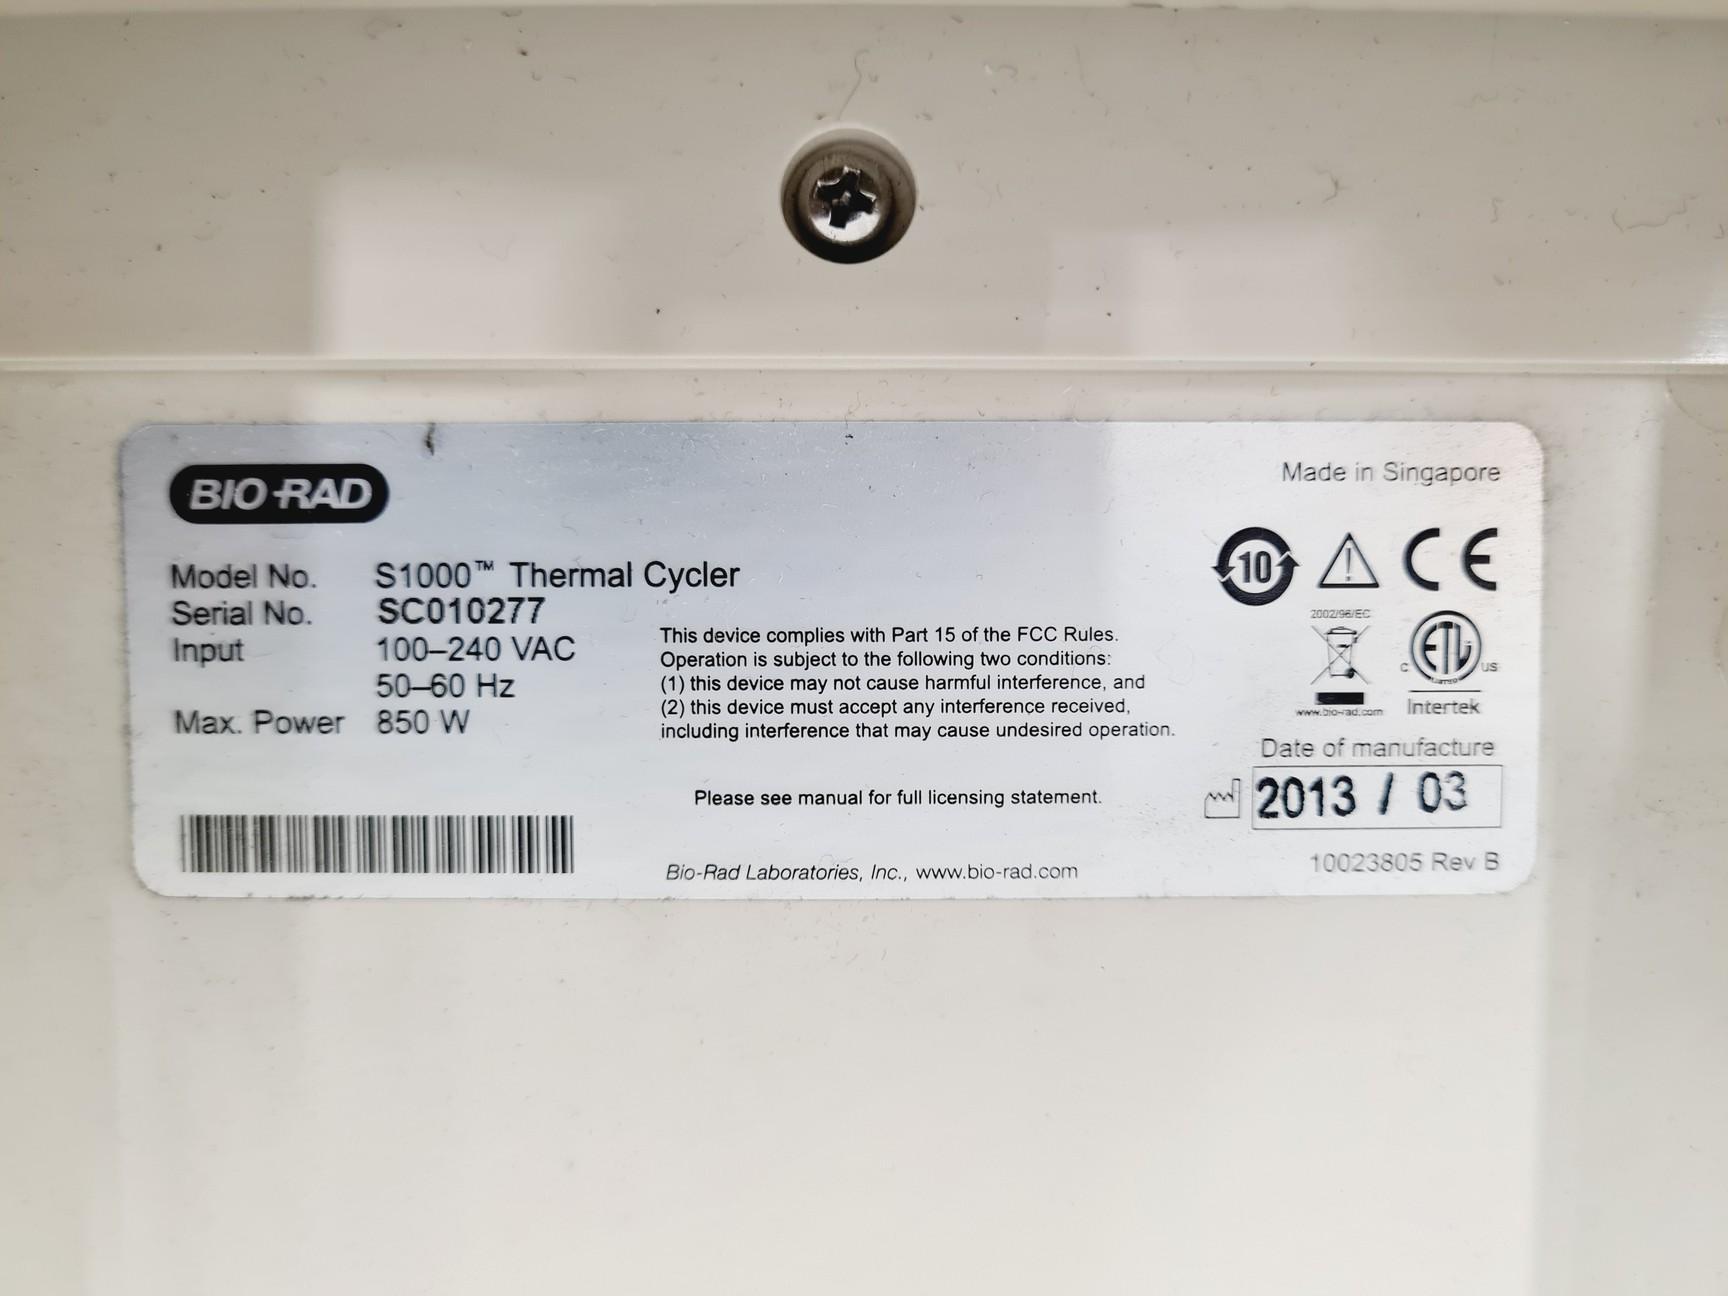 BIO-RAD
Made in Singapore
Model No. S1000™ Thermal Cycler
Serial No. SC010277
Input 100–240 VAC
50–60 Hz
Max. Power 850 W
This device complies with Part 15 of the FCC Rules.
Operation is subject to the following two conditions:
(1) this device may not cause harmful interference, and
(2) this device must accept any interference received,
including interference that may cause undesired operation.
Please see manual for full licensing statement.
Bio-Rad Laboratories, Inc., www.bio-rad.com
10
CE
2002/96/EC
www.bio-rad.com
C ETL US
LISTED
Intertek
Date of manufacture
2013 / 03
10023805 Rev B